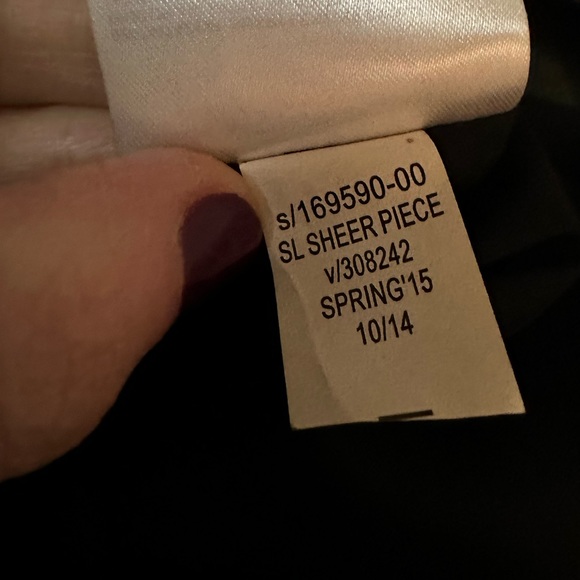 s/169590-00
SL SHEER PIECE
v/308242
SPRING'15
10/14